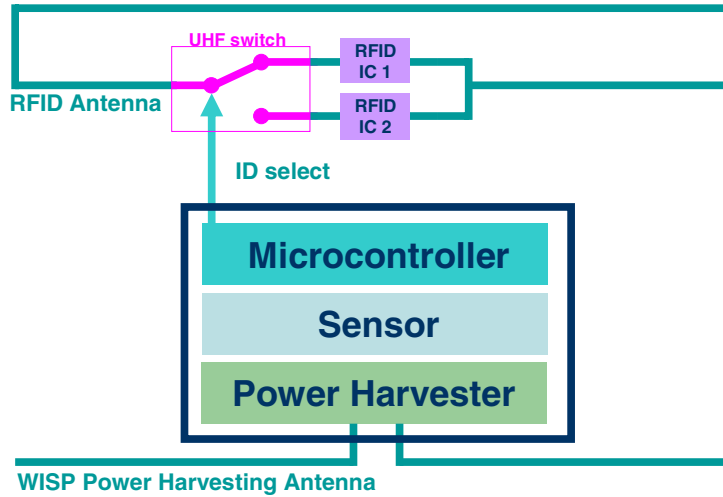 UHF switch
RFID
IC 1
RFID Antenna
RFID
IC 2
ID select
Microcontroller
Sensor
Power Harvester
WISP Power Harvesting Antenna